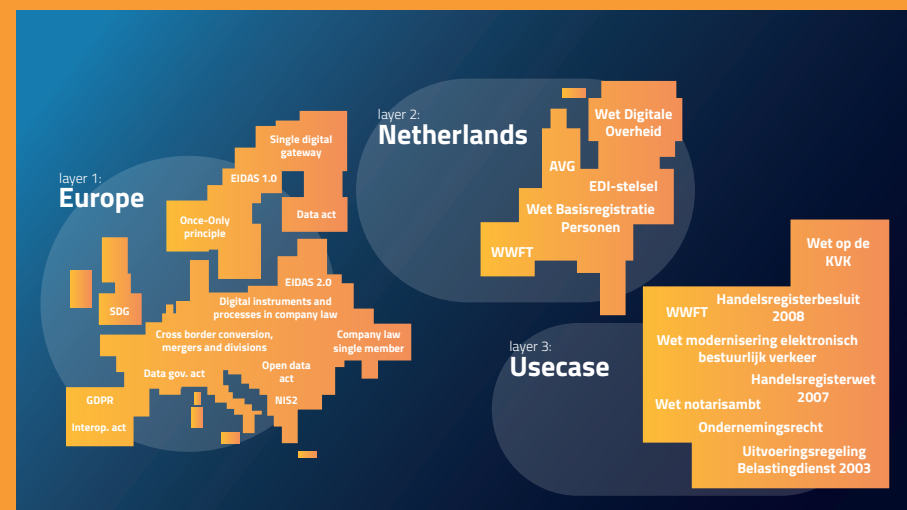 layer 1:
Europe
Single digital
gateway
EIDAS 1.0
Once-Only
principle
Data act
EIDAS 2.0
SDG
Digital instruments and
processes in company law
Cross border conversion,
mergers and divisions
Company law
single member
Data gov. act
Open data
act
GDPR
NIS2
Interop. act
layer 2:
Netherlands
Wet Digitale
Overheid
AVG
EDI-stelsel
Wet Basisregistratie
Personen
WWFT
layer 3:
Usecase
Wet op de
KVK
WWFT
Handelsregisterbesluit
2008
Wet modernisering elektronisch
bestuurlijk verkeer
Handelsregisterwet
2007
Wet notarisambt
Ondernemingsrecht
Uitvoeringsregeling
Belastingdienst 2003